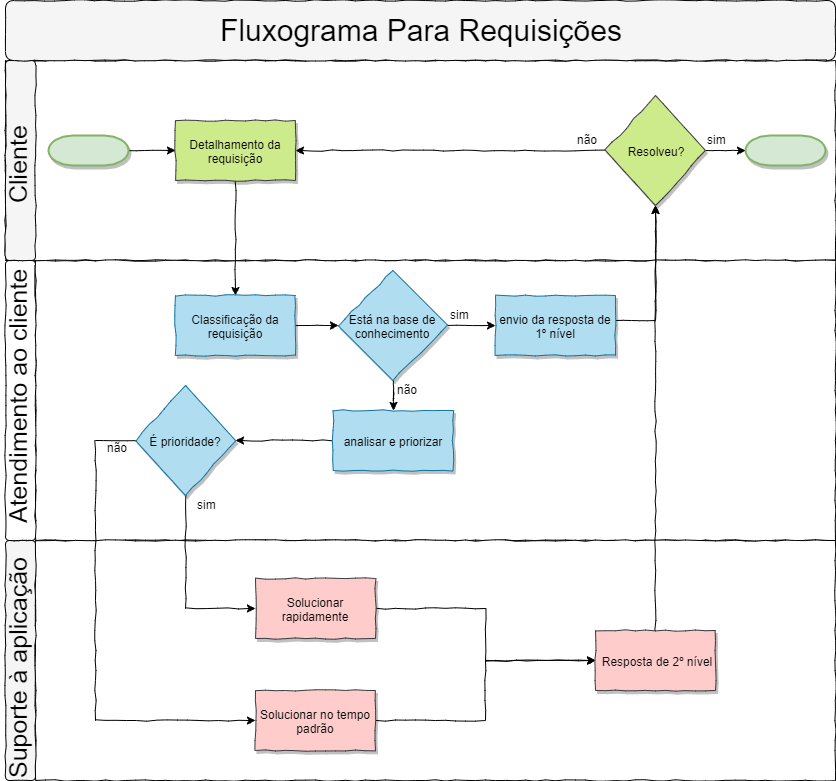 Fluxograma Para Requisições
Cliente
Detalhamento da
requisição
não
Resolveu?
sim
Atendimento ao cliente
Classificação da
requisição
Está na base de
conhecimento
sim
envio da resposta de
1º nível
não
analisar e priorizar
É prioridade?
não
sim
Suporte à aplicação
Solucionar
rapidamente
Resposta de 2º nível
Solucionar no tempo
padrão